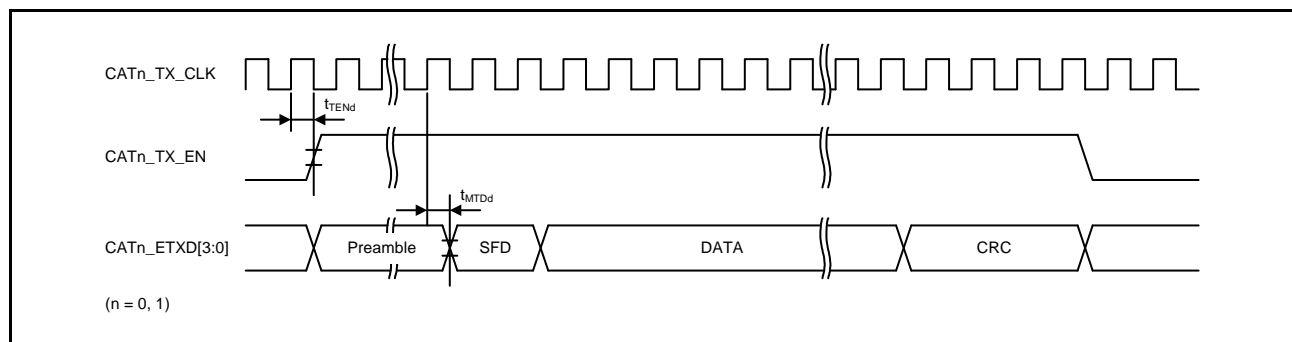 CATn_TX_CLK
tTENd
CATn_TX_EN
tMTDd
CATn_ETXD[3:0]
Preamble
SFD
DATA
CRC
(n = 0, 1)